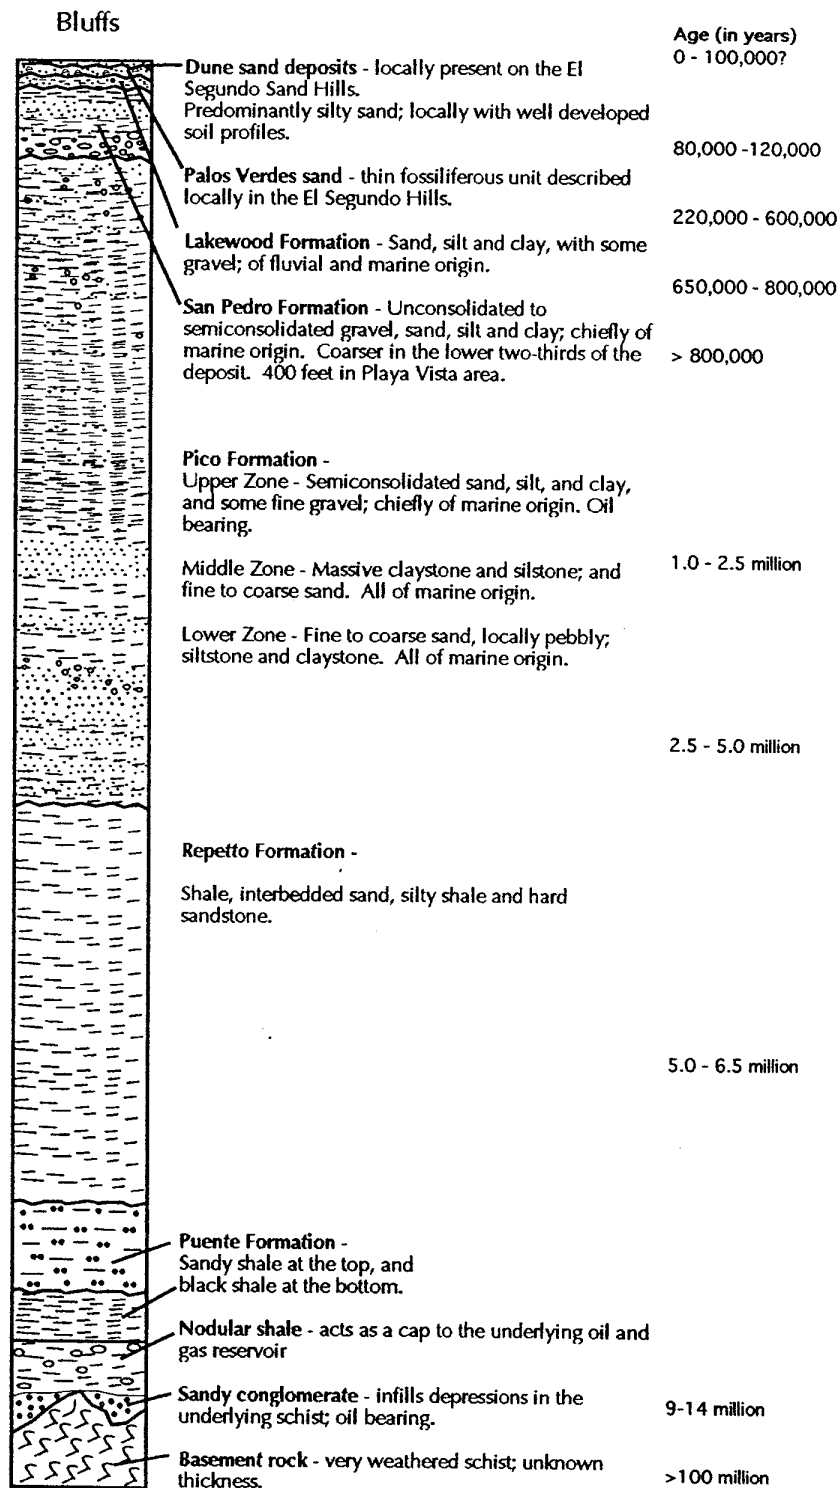 Bluffs
Age (in years)
0 - 100,000?
Dune sand deposits - locally present on the El
Segundo Sand Hills.
Predominantly silty sand; locally with well developed
soil profiles.
80,000 -120,000
Palos Verdes sand - thin fossiliferous unit described
locally in the El Segundo Hills.
220,000 - 600,000
Lakewood Formation - Sand, silt and clay, with some
gravel; of fluvial and marine origin.
650,000 - 800,000
San Pedro Formation - Unconsolidated to
semiconsolidated gravel, sand, silt and clay; chiefly of
marine origin. Coarser in the lower two-thirds of the
deposit. 400 feet in Playa Vista area.
> 800,000
Pico Formation -
Upper Zone - Semiconsolidated sand, silt, and clay,
and some fine gravel; chiefly of marine origin. Oil
bearing.
Middle Zone - Massive claystone and silstone; and
fine to coarse sand. All of marine origin.
1.0 - 2.5 million
Lower Zone - Fine to coarse sand, locally pebbly;
siltstone and claystone. All of marine origin.
2.5 - 5.0 million
Repetto Formation -
Shale, interbedded sand, silty shale and hard
sandstone.
5.0 - 6.5 million
Puente Formation -
Sandy shale at the top, and
black shale at the bottom.
Nodular shale - acts as a cap to the underlying oil and
gas reservoir
Sandy conglomerate - infills depressions in the
underlying schist; oil bearing.
9-14 million
Basement rock - very weathered schist; unknown
thickness.
>100 million